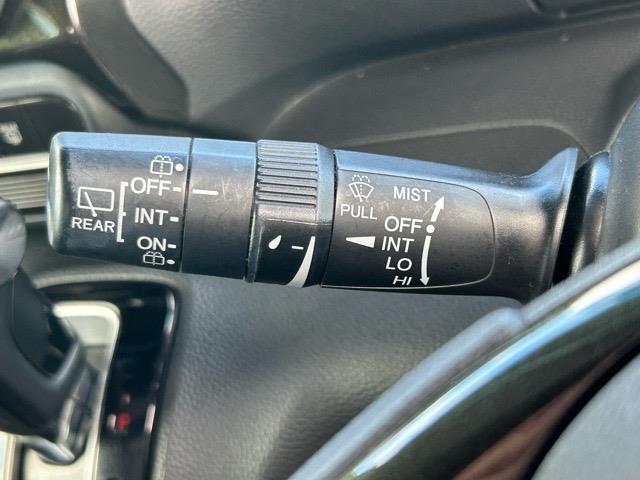 OFF
INT
ON
REAR
PULL
MIST
OFF
INT
LO
HI